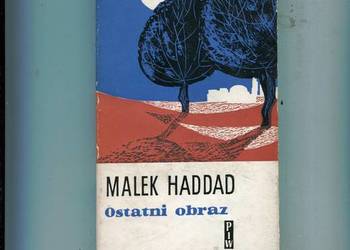 MALEK HADDAD
Ostatni obraz
PIW